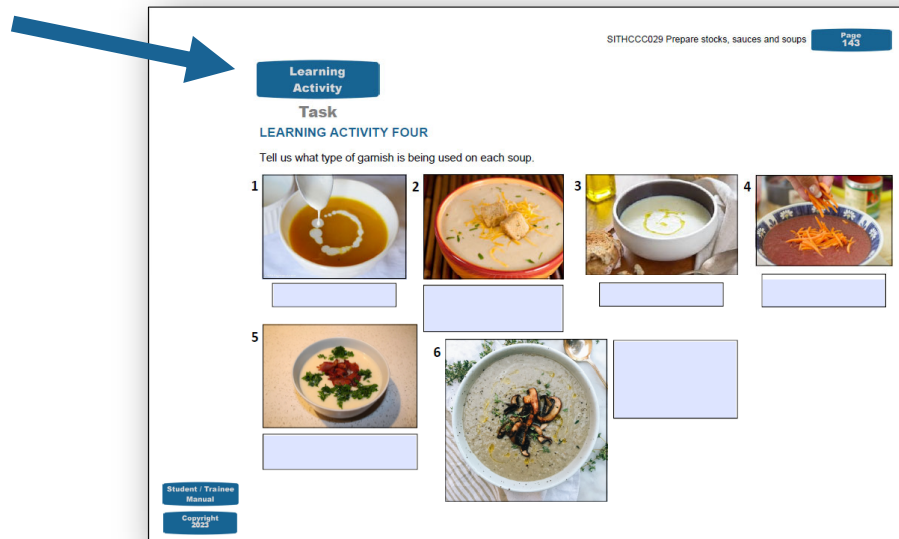 SITHCCC029 Prepare stocks, sauces and soups
Page
143
Learning
Activity
Task
LEARNING ACTIVITY FOUR
Tell us what type of garnish is being used on each soup.
1
2
3
4
5
6
Student / Trainee
Manual
Copyright
2023